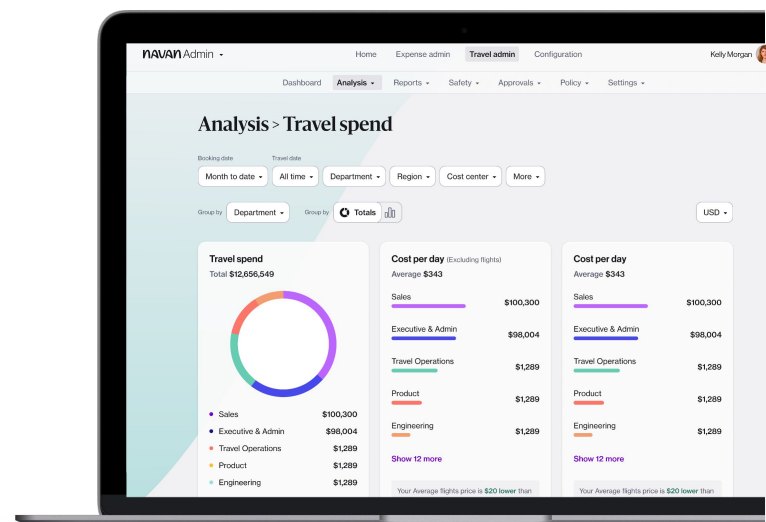 NAVAN Admin
Home Expense admin Travel admin Configuration
Kelly Morgan
Dashboard Analysis Reports Safety Approvals Policy Settings
Analysis > Travel spend
Booking date Travel date
Month to date All time Department Region Cost center More
Group by Department Group by Totals
USD
Travel spend
Total $12,656,549
Sales $100,300
Executive & Admin $98,004
Travel Operations $1,289
Product $1,289
Engineering $1,289
Cost per day (Excluding flights)
Average $343
Sales $100,300
Executive & Admin $98,004
Travel Operations $1,289
Product $1,289
Engineering $1,289
Show 12 more
Your Average flights price is $20 lower than
Cost per day
Average $343
Sales $100,300
Executive & Admin $98,004
Travel Operations $1,289
Product $1,289
Engineering $1,289
Show 12 more
Your Average flights price is $20 lower than